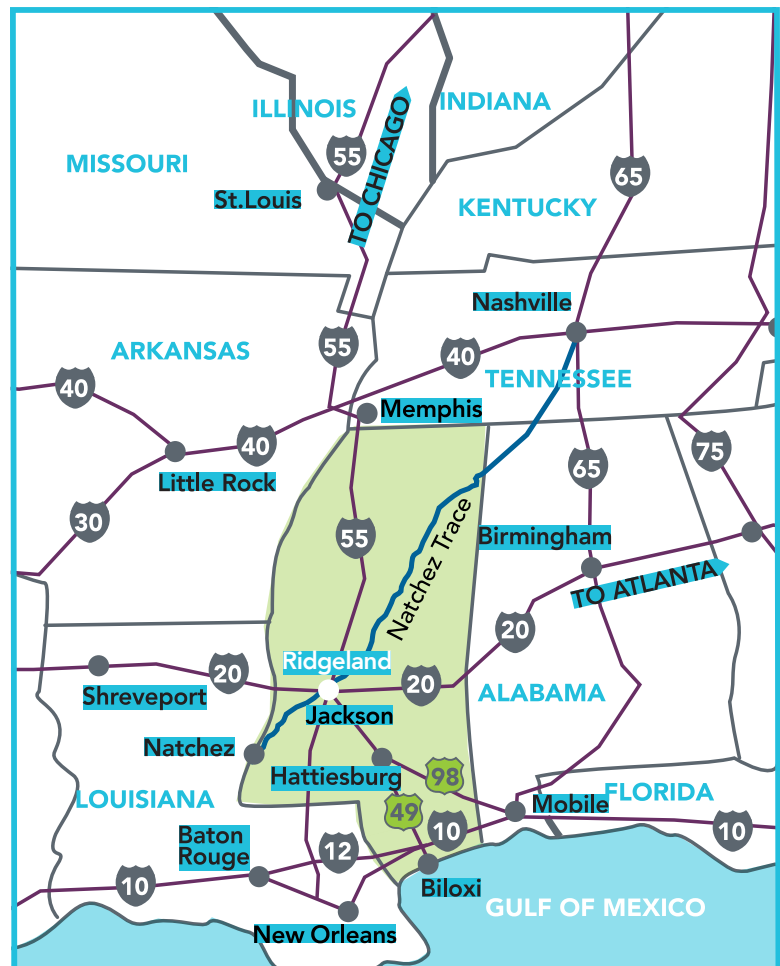 ILLINOIS
INDIANA
MISSOURI
55
TO CHICAGO
65
St.Louis
KENTUCKY
Nashville
55
ARKANSAS
40
40
TENNESSEE
Memphis
40
Little Rock
65
75
30
55
Natchez Trace
Birmingham
TO ATLANTA
20
Ridgeland
20
20
Shreveport
ALABAMA
Jackson
Natchez
Hattiesburg
98
LOUISIANA
FLORIDA
49
Mobile
Baton
Rouge
12
10
10
10
Biloxi
GULF OF MEXICO
New Orleans